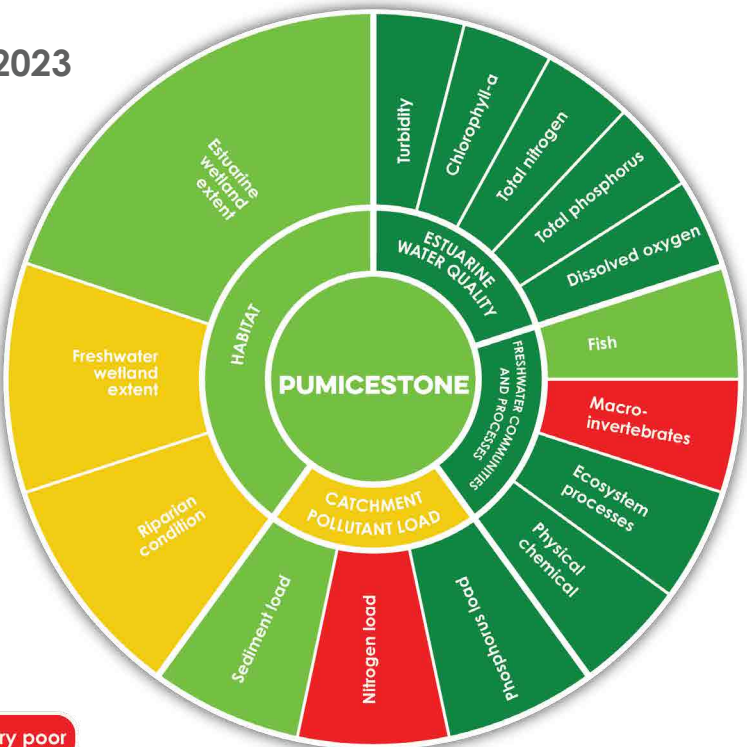 2023
Estuarine
wetland
extent
Turbidity
Chlorophyll-a
Total nitrogen
Total phosphorus
Dissolved oxygen
ESTUARINE
WATER QUALITY
HABITAT
Freshwater
wetland
extent
PUMICESTONE
FRESHWATER COMMUNITIES
AND PROCESSES
Fish
Macro-
invertebrates
Ecosystem
processes
Physical
chemical
Riparian
condition
CATCHMENT
POLLUTANT LOAD
Sediment load
Nitrogen load
Phosphorus load
ry poor